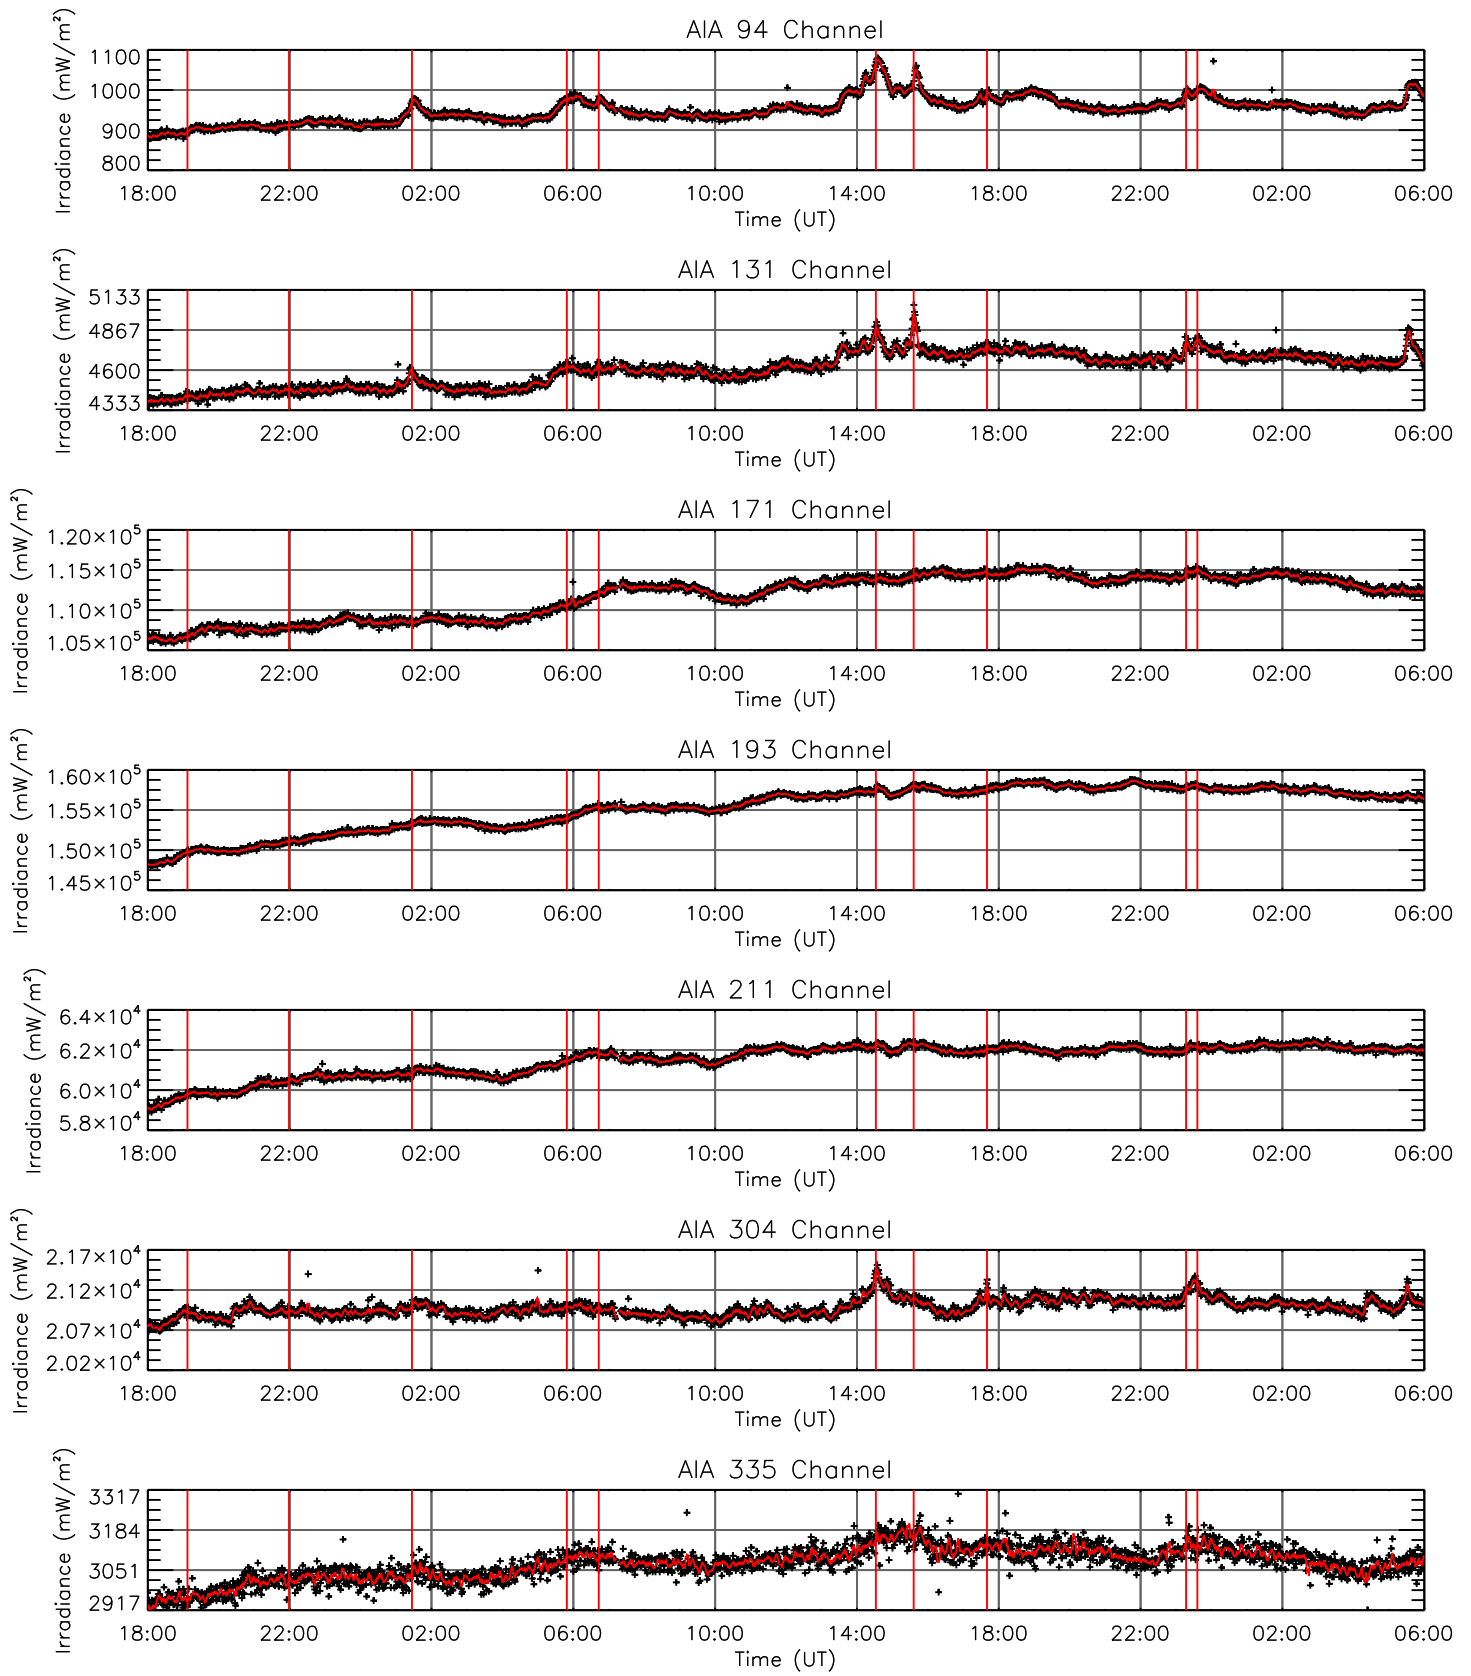 AIA 94 Channel
Irradiance (mW/m²)
1100
1000
900
800
18:00 22:00 02:00 06:00 10:00 14:00 18:00 22:00 02:00 06:00
Time (UT)
AIA 131 Channel
Irradiance (mW/m²)
5133
4867
4600
4333
18:00 22:00 02:00 06:00 10:00 14:00 18:00 22:00 02:00 06:00
Time (UT)
AIA 171 Channel
Irradiance (mW/m²)
1.20×10⁵
1.15×10⁵
1.10×10⁵
1.05×10⁵
18:00 22:00 02:00 06:00 10:00 14:00 18:00 22:00 02:00 06:00
Time (UT)
AIA 193 Channel
Irradiance (mW/m²)
1.60×10⁵
1.55×10⁵
1.50×10⁵
1.45×10⁵
18:00 22:00 02:00 06:00 10:00 14:00 18:00 22:00 02:00 06:00
Time (UT)
AIA 211 Channel
Irradiance (mW/m²)
6.4×10⁴
6.2×10⁴
6.0×10⁴
5.8×10⁴
18:00 22:00 02:00 06:00 10:00 14:00 18:00 22:00 02:00 06:00
Time (UT)
AIA 304 Channel
Irradiance (mW/m²)
2.17×10⁴
2.12×10⁴
2.07×10⁴
2.02×10⁴
18:00 22:00 02:00 06:00 10:00 14:00 18:00 22:00 02:00 06:00
Time (UT)
AIA 335 Channel
Irradiance (mW/m²)
3317
3184
3051
2917
18:00 22:00 02:00 06:00 10:00 14:00 18:00 22:00 02:00 06:00
Time (UT)